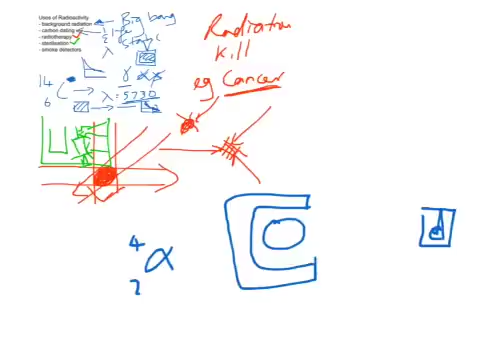 Uses of Radioactivity
- background radiation
- carbon dating
- radiotherapy
- sterilisation
- smoke detectors
Big bang
λ
γ
14
6 C
λ = 5730
Radiation
kill
eg Cancer
4
2 α